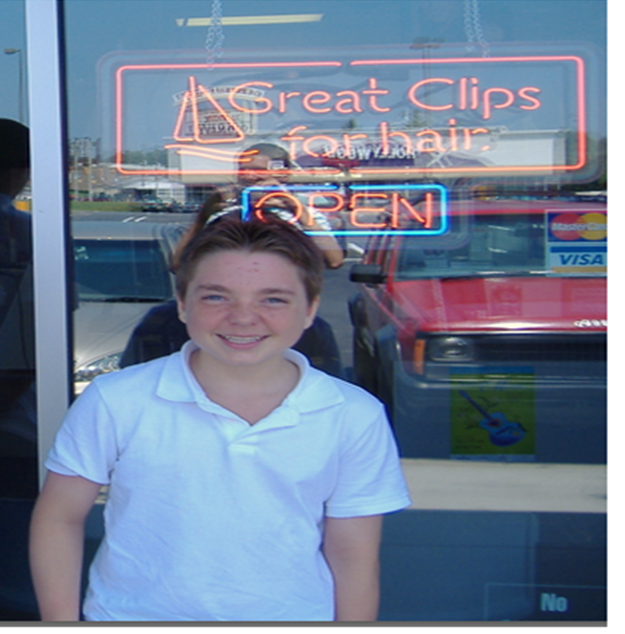 Great Clips
for hair.
OPEN
MasterCard
VISA
No